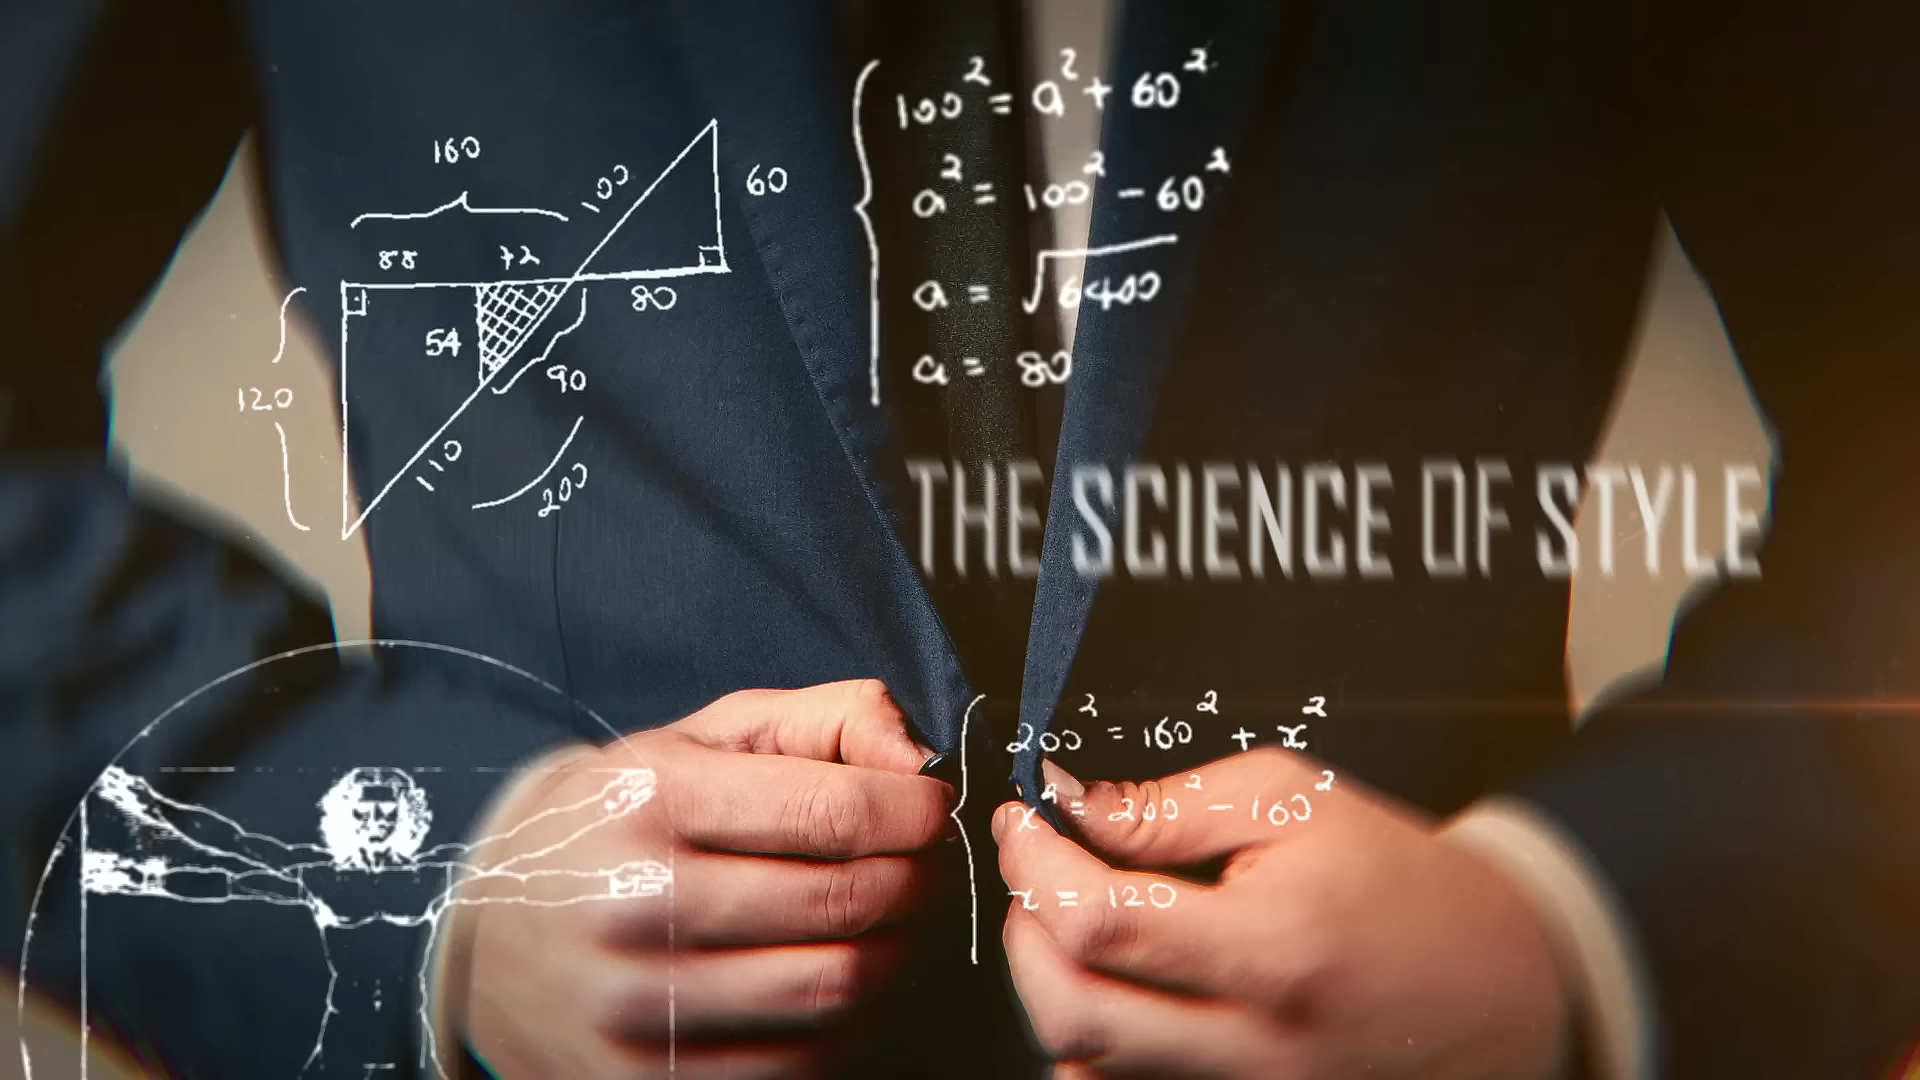 160
100
60
88 72
80
54
90
120
110
200
100² = a² + 60²
a² = 100² - 60²
a = √6400
a = 80
THE SCIENCE OF STYLE
200² = 160² + x²
x² = 200² - 160²
x = 120